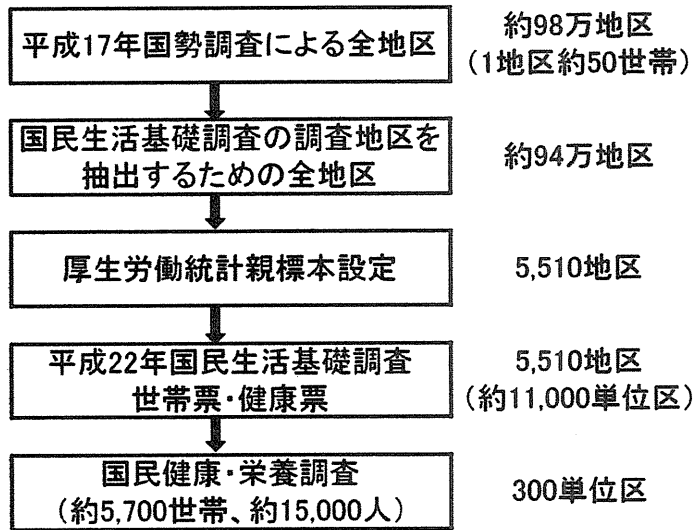 平成17年国勢調査による全地区
約98万地区
(1地区約50世帯)
国民生活基礎調査の調査地区を
抽出するための全地区
約94万地区
厚生労働統計親標本設定
5,510地区
平成22年国民生活基礎調査
世帯票・健康票
5,510地区
(約11,000単位区)
国民健康・栄養調査
(約5,700世帯、約15,000人)
300単位区